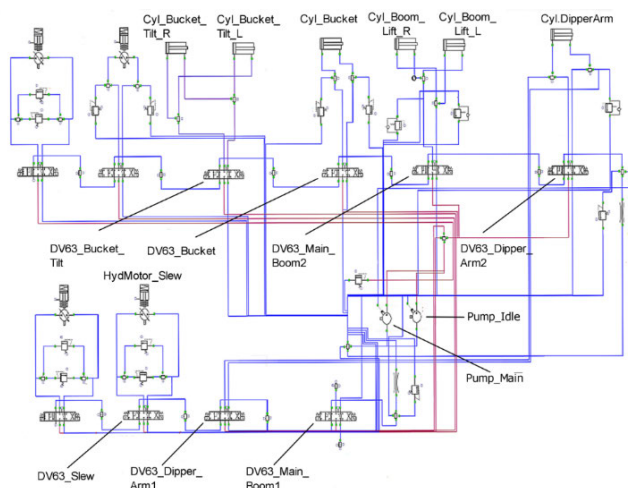 Cyl_Bucket_
Tilt_R
Cyl_Bucket_
Tilt_L
Cyl_Bucket
Cyl_Boom_
Lift_R
Cyl_Boom_
Lift_L
Cyl.DipperArm
DV63_Bucket_
Tilt
DV63_Bucket
DV63_Main_
Boom2
DV63_Dipper_
Arm2
HydMotor_Slew
Pump_Idle
Pump_Main
DV63_Slew
DV63_Dipper_
Arm1
DV63_Main_
Boom1